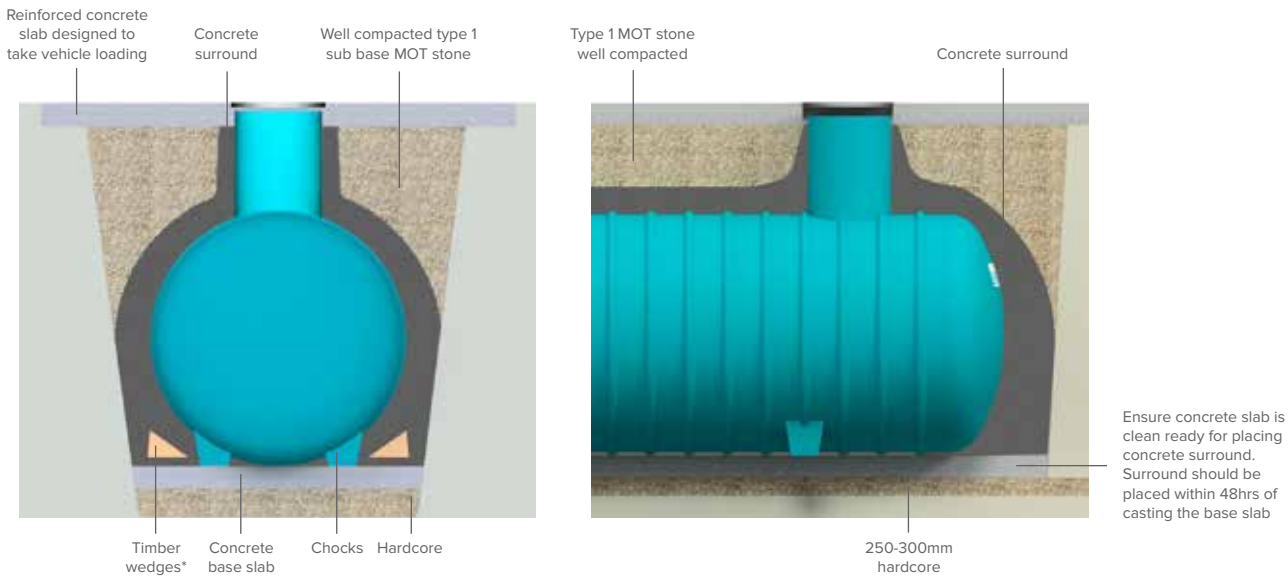 Reinforced concrete
slab designed to
take vehicle loading
Concrete
surround
Well compacted type 1
sub base MOT stone
Type 1 MOT stone
well compacted
Concrete surround
Ensure concrete slab is
clean ready for placing
concrete surround.
Surround should be
placed within 48hrs of
casting the base slab
Timber
wedges*
Concrete
base slab
Chocks
Hardcore
250-300mm
hardcore